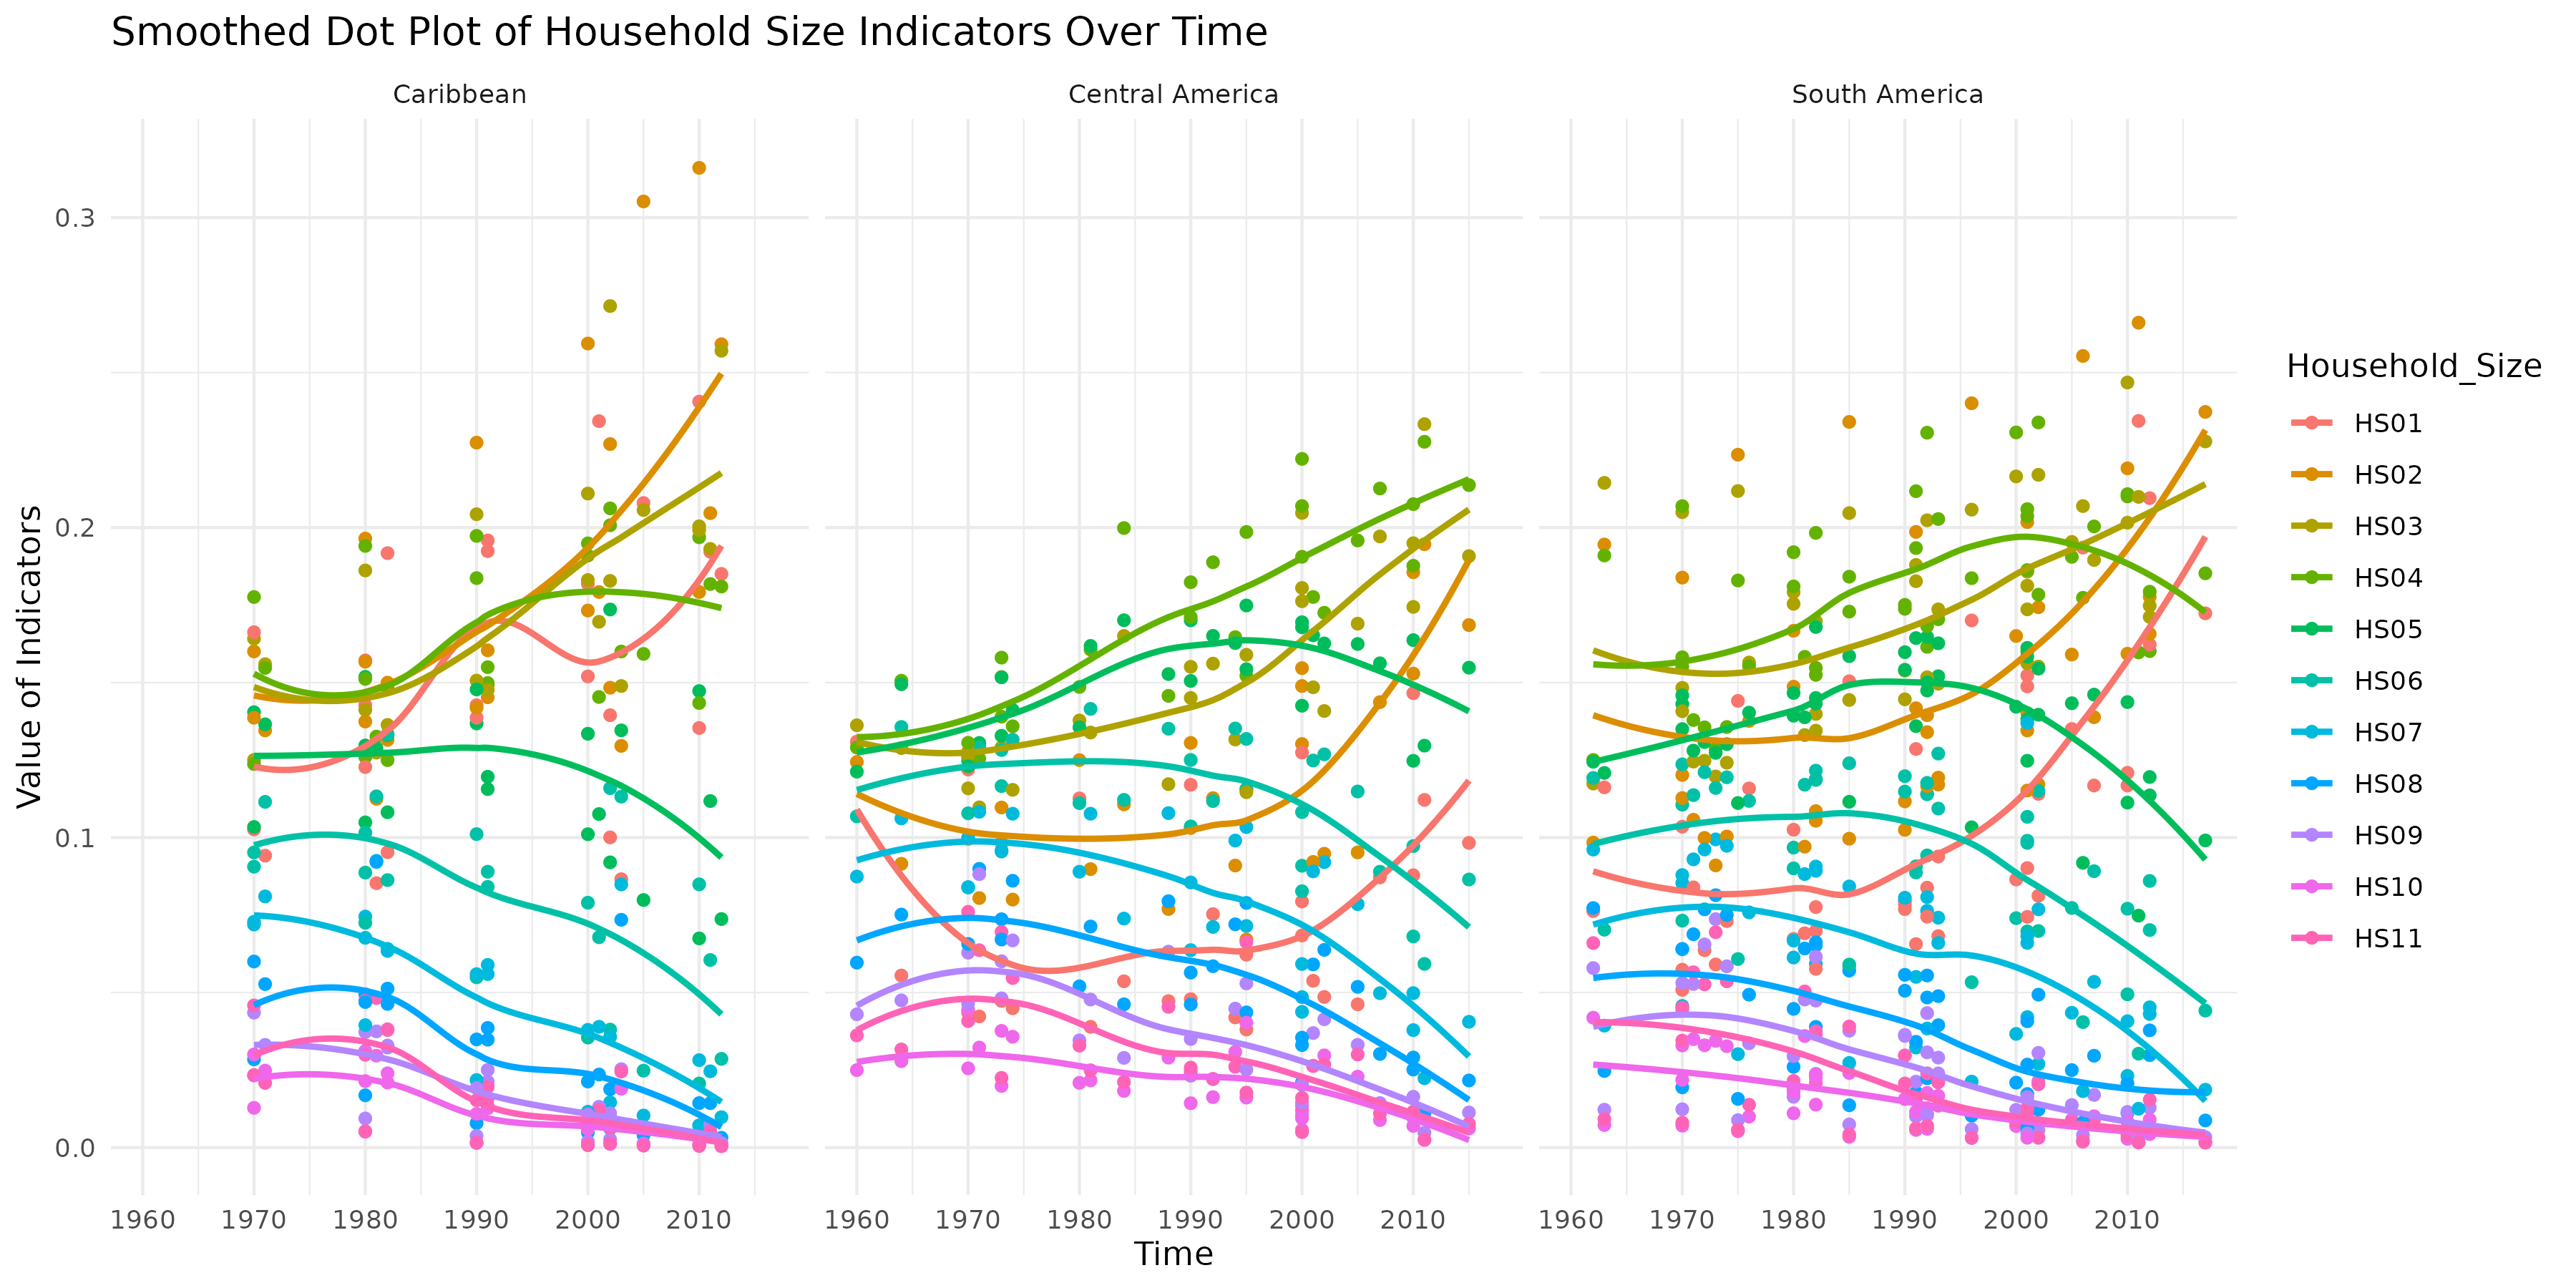 Smoothed Dot Plot of Household Size Indicators Over Time
Caribbean
Central America
South America
Value of Indicators
0.3
0.2
0.1
0.0
1960 1970 1980 1990 2000 2010
1960 1970 1980 1990 2000 2010
1960 1970 1980 1990 2000 2010
Time
Household_Size
HS01
HS02
HS03
HS04
HS05
HS06
HS07
HS08
HS09
HS10
HS11